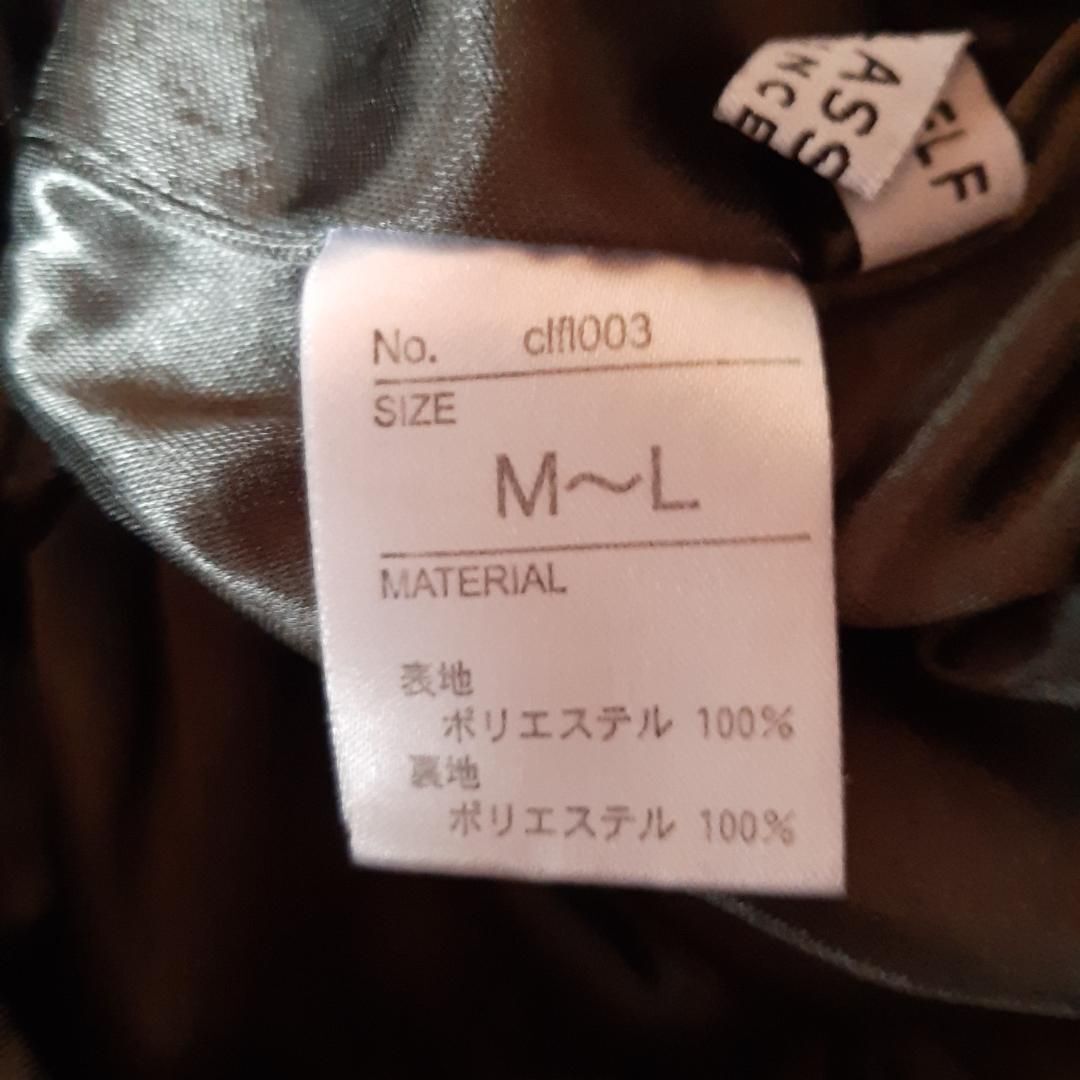 No. clfl003
SIZE
M～L
MATERIAL
表地
ポリエステル 100%
裏地
ポリエステル 100%